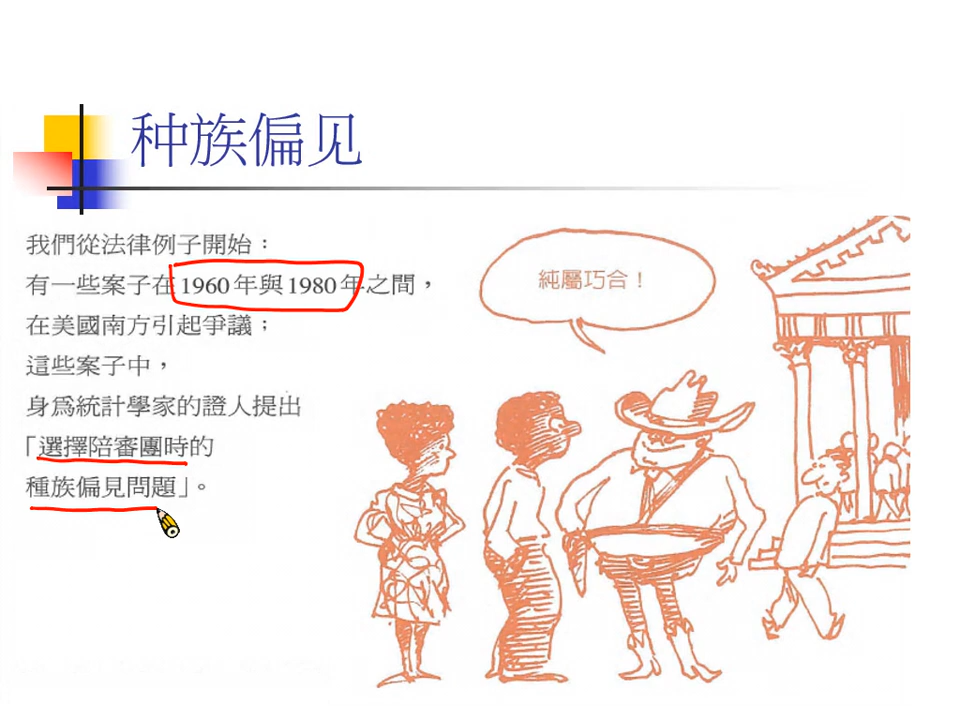 种族偏见
我們從法律例子開始：
有一些案子在1960年與1980年之間，
在美國南方引起爭議；
這些案子中，
身為統計學家的證人提出
「選擇陪審團時的
種族偏見問題」。
純屬巧合！